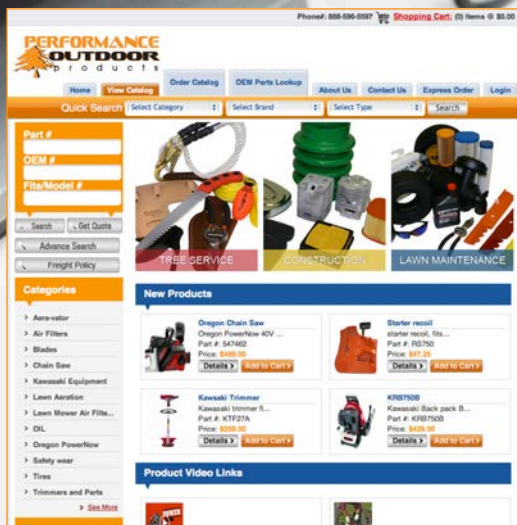 Phone#: 888-596-5597 Shopping Cart: (0) Items @ $0.00
PERFORMANCE
OUTDOOR
products
Home View Catalog Order Catalog OEM Parts Lookup About Us Contact Us Express Order Login
Quick Search Select Category Select Brand Select Type Search
Part #
OEM #
Fits/Model #
Search Get Quote
Advance Search
Freight Policy
TREE SERVICE CONSTRUCTION LAWN MAINTENANCE
Categories
> Aera-vator
> Air Filters
> Blades
> Chain Saw
> Kawasaki Equipment
> Lawn Aeration
> Lawn Mower Air Filte...
> OIL
> Oregon PowerNow
> Safety wear
> Tires
> Trimmers and Parts
> See More
New Products
Oregon Chain Saw
Oregon PowerNow 40V ...
Part #: 547462
Price: $499.00
Details > Add to Cart >
Starter recoil
starter recoil, fits...
Part #: RS750
Price: $47.25
Details > Add to Cart >
Kawsaki Trimmer
Kawasaki trimmer fl...
Part #: KTF27A
Price: $259.00
Details > Add to Cart >
KRB750B
Kawasaki Back pack B...
Part #: KRB750B
Price: $429.00
Details > Add to Cart >
Product Video Links
POWER